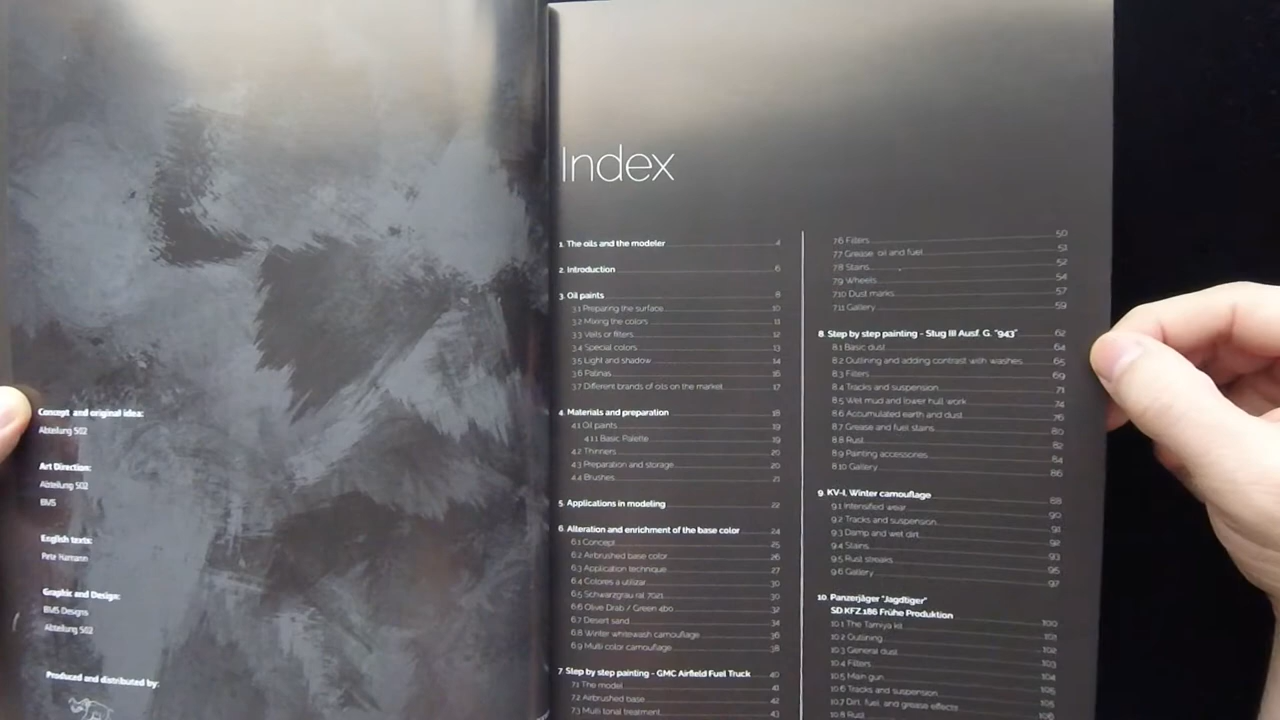 Concept and original idea:
Abteilung 502
Art Direction:
Abteilung 502
BMS
English texts:
Pete Hamann
Graphic and Design:
BMS Designs
Abteilung 502
Produced and distributed by:
Index
1. The oils and the modeler 4
2. Introduction 6
3. Oil paints 8
3.1 Preparing the surface 10
3.2 Mixing the colors 11
3.3 Veils or filters 12
3.4 Special colors 13
3.5 Light and shadow 14
3.6 Patinas 16
3.7 Different brands of oils on the market 17
4. Materials and preparation 18
4.1 Oil paints 19
4.1.1 Basic Palette 19
4.2 Thinners 20
4.3 Preparation and storage 20
4.4 Brushes 21
5. Applications in modeling 22
6. Alteration and enrichment of the base color 24
6.1 Concept 25
6.2 Airbrushed base color 26
6.3 Application technique 27
6.4 Colores a utilizar 30
6.5 Schwarzgrau ral 7021 30
6.6 Olive Drab / Green 4bo 32
6.7 Desert sand 34
6.8 Winter whitewash camouflage 36
6.9 Multi color camouflage 38
7. Step by step painting - GMC Airfield Fuel Truck 40
7.1 The model 41
7.2 Airbrushed base 42
7.3 Multi tonal treatment 43
7.6 Filters 50
7.7 Grease, oil and fuel 51
7.8 Stains 52
7.9 Wheels 54
7.10 Dust marks 57
7.11 Gallery 59
8. Step by step painting - Stug III Ausf. G. "943" 62
8.1 Basic dust 64
8.2 Outlining and adding contrast with washes 65
8.3 Filters 69
8.4 Tracks and suspension 71
8.5 Wet mud and lower hull work 74
8.6 Accumulated earth and dust 76
8.7 Grease and fuel stains 80
8.8 Rust 82
8.9 Painting accessories 84
8.10 Gallery 86
9. KV-I, Winter camouflage 88
9.1 Intensified wear 90
9.2 Tracks and suspension 91
9.3 Damp and wet dirt 92
9.4 Stains 93
9.5 Rust streaks 95
9.6 Gallery 97
10. Panzerjäger "Jagdtiger"
SD.KFZ.186 Frühe Produktion 100
10.1 The Tamiya kit 101
10.2 Outlining 102
10.3 General dust 103
10.4 Filters 104
10.5 Main gun 105
10.6 Tracks and suspension 105
10.7 Dirt, fuel, and grease effects 106
10.8 Rust